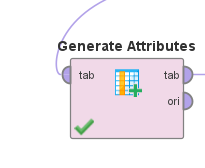 Generate Attributes
tab tab
ori